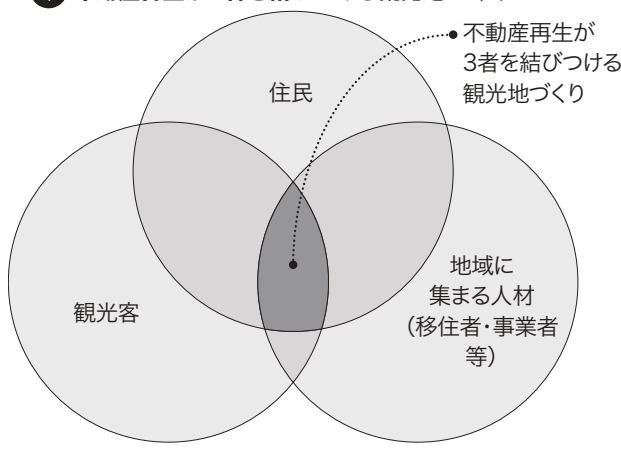 不動産再生が
3者を結びつける
観光地づくり
住民
観光客
地域に
集まる人材
（移住者・事業者
等）